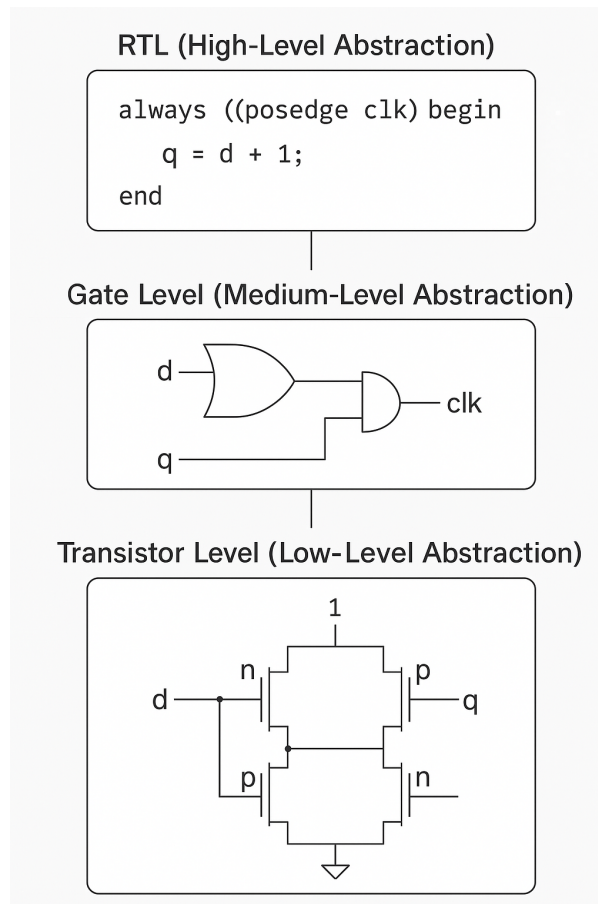 RTL (High-Level Abstraction)
always ((posedge clk) begin
q = d + 1;
end
Gate Level (Medium-Level Abstraction)
d
clk
q
Transistor Level (Low-Level Abstraction)
1
n
p
d
q
p
n